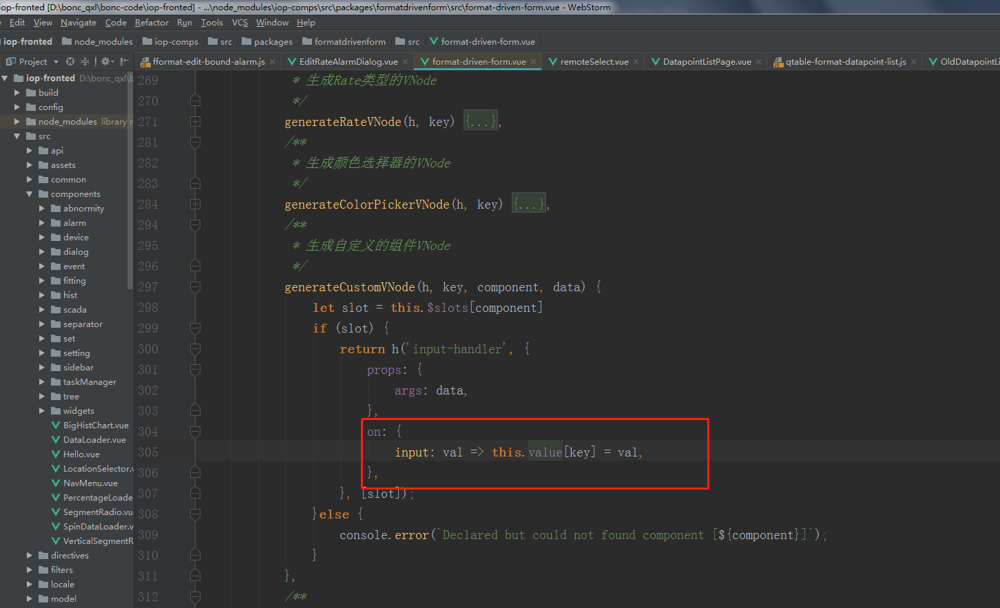 iop-fronted [D:\bonc_qxl\bonc-code\iop-fronted] - ...\node_modules\iop-comps\src\packages\formatdrivenform\src\format-driven-form.vue - WebStorm
Edit View Navigate Code Refactor Run Tools VCS Window Help
iop-fronted node_modules iop-comps src packages formatdrivenform src format-driven-form.vue
Project fformat-edit-bound-alarm.js EditRateAlarmDialog.vue format-driven-form.vue remoteSelect.vue DatapointListPage.vue qtable-format-datapoint-list.js OldDatapointLi
iop-fronted D:\bonc_qxl\b
build
config
node_modules library r
src
api
assets
common
components
abnormity
alarm
device
dialog
event
fitting
hist
scada
separator
set
setting
sidebar
taskManager
tree
widgets
BigHistChart.vue
DataLoader.vue
Hello.vue
LocationSelector.v
NavMenu.vue
PercentageLoade
SegmentRadio.vu
SpinDataLoader.v
VerticalSegmentR
directives
filters
locale
model
269 * 生成Rate类型的VNode
270 */
271 generateRateVNode(h, key) {...},
281 /**
282 * 生成颜色选择器的VNode
283 */
284 generateColorPickerVNode(h, key) {...},
294 /**
295 * 生成自定义的组件VNode
296 */
297 generateCustomVNode(h, key, component, data) {
298 let slot = this.$slots[component]
299 if (slot) {
300 return h('input-handler', {
301 props: {
302 args: data,
303 },
304 on: {
305 input: val => this.value[key] = val,
306 },
307 }, [slot]);
308 }else {
309 console.error(`Declared but could not found component [${component}]`);
310 }
311 },
312 /**